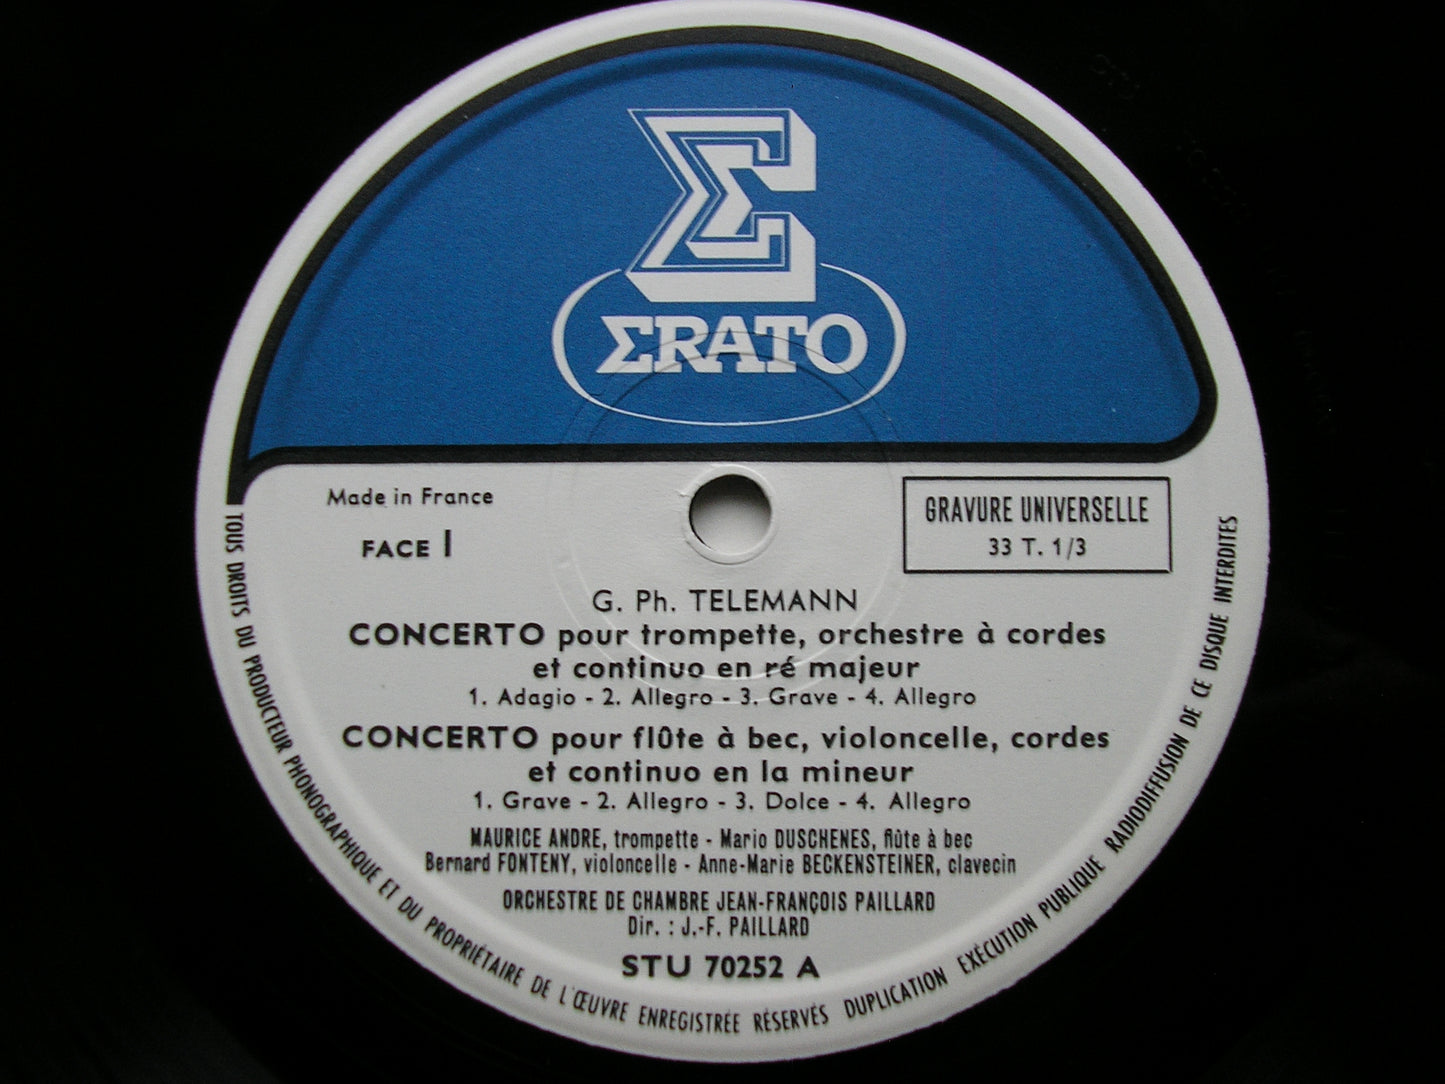 ΣRATO
Made in France
FACE I
GRAVURE UNIVERSELLE
33 T. 1/3
G. Ph. TELEMANN
CONCERTO pour trompette, orchestre à cordes
et continuo en ré majeur
1. Adagio - 2. Allegro - 3. Grave - 4. Allegro
CONCERTO pour flûte à bec, violoncelle, cordes
et continuo en la mineur
1. Grave - 2. Allegro - 3. Dolce - 4. Allegro
MAURICE ANDRE, trompette - Mario DUSCHENES, flûte à bec
Bernard FONTENY, violoncelle - Anne-Marie BECKENSTEINER, clavecin
ORCHESTRE DE CHAMBRE JEAN-FRANÇOIS PAILLARD
Dir. : J.-F. PAILLARD
STU 70252 A
TOUS DROITS DU PRODUCTEUR PHONOGRAPHIQUE ET DU PROPRIÉTAIRE DE L'ŒUVRE ENREGISTRÉE RÉSERVÉS DUPLICATION EXÉCUTION PUBLIQUE RADIODIFFUSION DE CE DISQUE INTERDITES